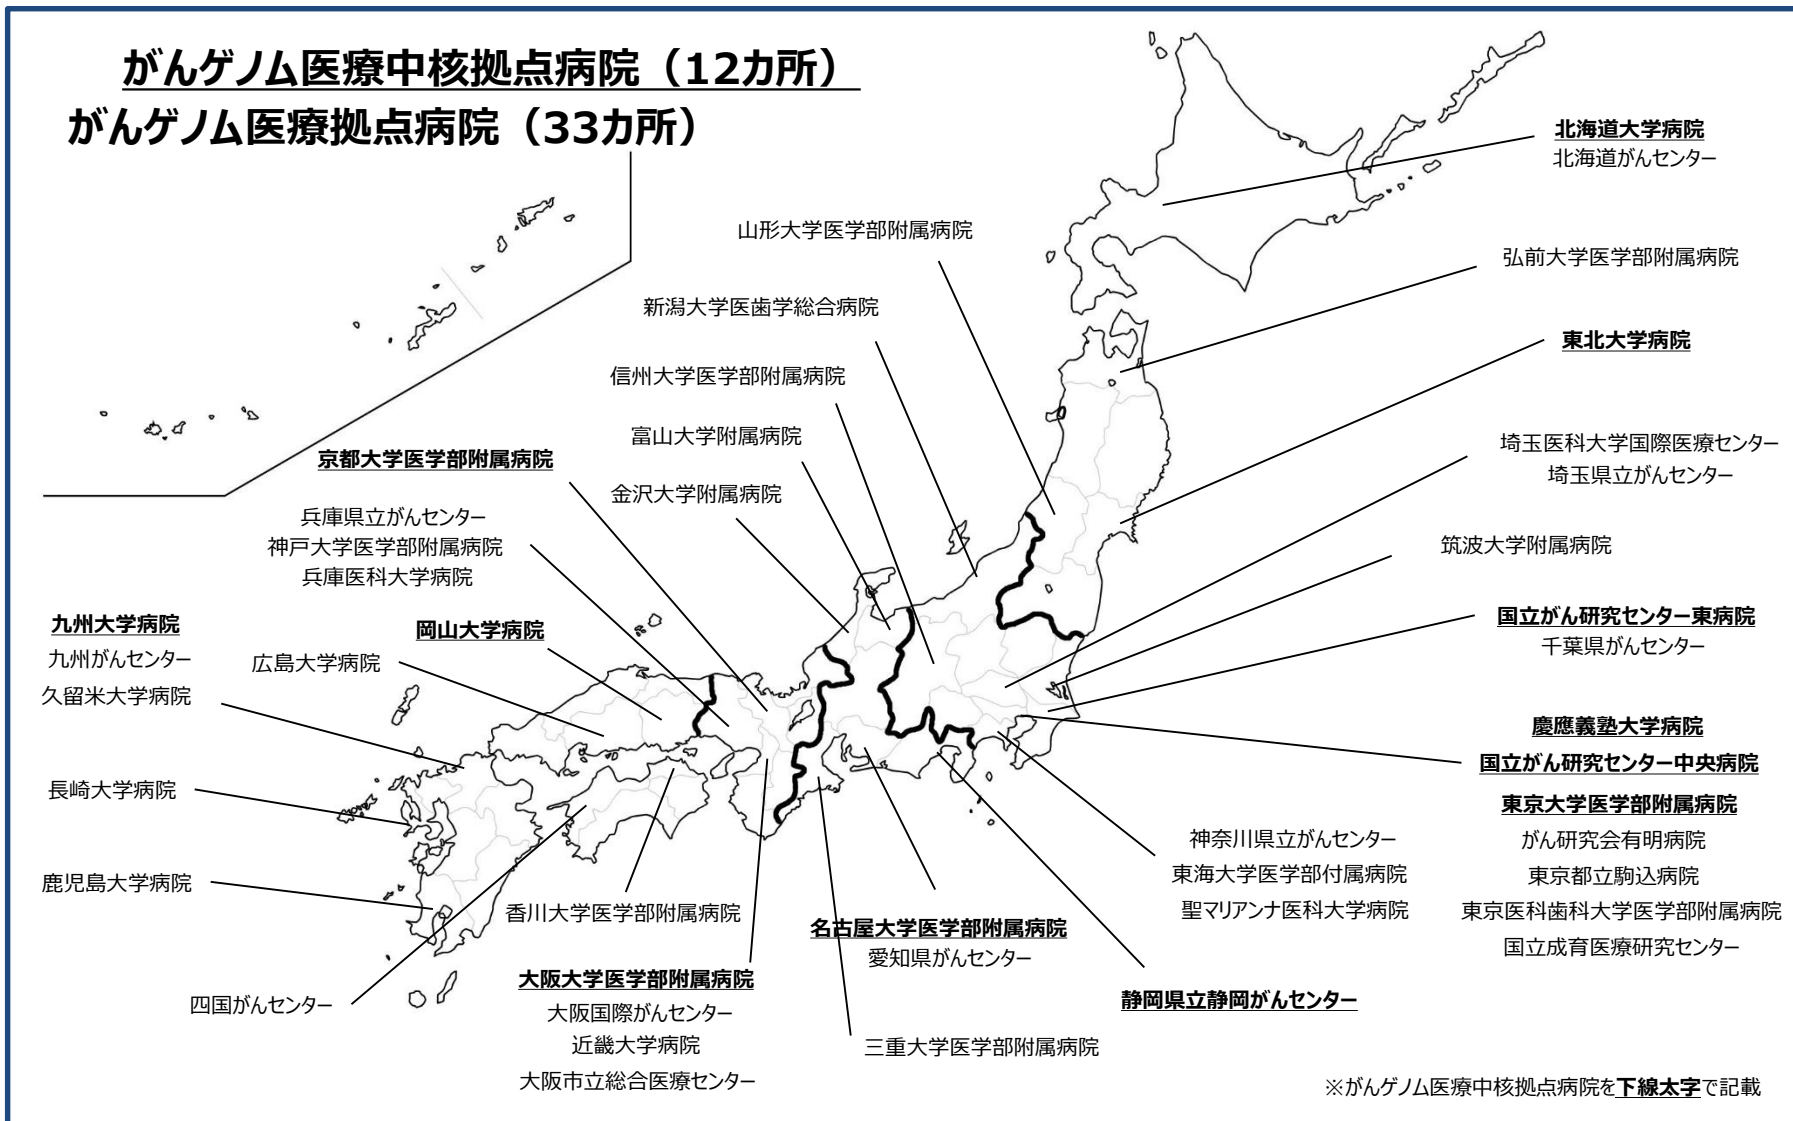 がんゲノム医療中核拠点病院（12カ所）
がんゲノム医療拠点病院（33カ所）
北海道大学病院
北海道がんセンター
山形大学医学部附属病院
弘前大学医学部附属病院
新潟大学医歯学総合病院
東北大学病院
信州大学医学部附属病院
富山大学附属病院
埼玉医科大学国際医療センター
埼玉県立がんセンター
京都大学医学部附属病院
金沢大学附属病院
兵庫県立がんセンター
神戸大学医学部附属病院
兵庫医科大学病院
筑波大学附属病院
九州大学病院
九州がんセンター
久留米大学病院
岡山大学病院
広島大学病院
国立がん研究センター東病院
千葉県がんセンター
慶應義塾大学病院
国立がん研究センター中央病院
東京大学医学部附属病院
がん研究会有明病院
東京都立駒込病院
東京医科歯科大学医学部附属病院
国立成育医療研究センター
長崎大学病院
鹿児島大学病院
神奈川県立がんセンター
東海大学医学部付属病院
聖マリアンナ医科大学病院
香川大学医学部附属病院
名古屋大学医学部附属病院
愛知県がんセンター
四国がんセンター
大阪大学医学部附属病院
大阪国際がんセンター
近畿大学病院
大阪市立総合医療センター
静岡県立静岡がんセンター
三重大学医学部附属病院
※がんゲノム医療中核拠点病院を下線太字で記載